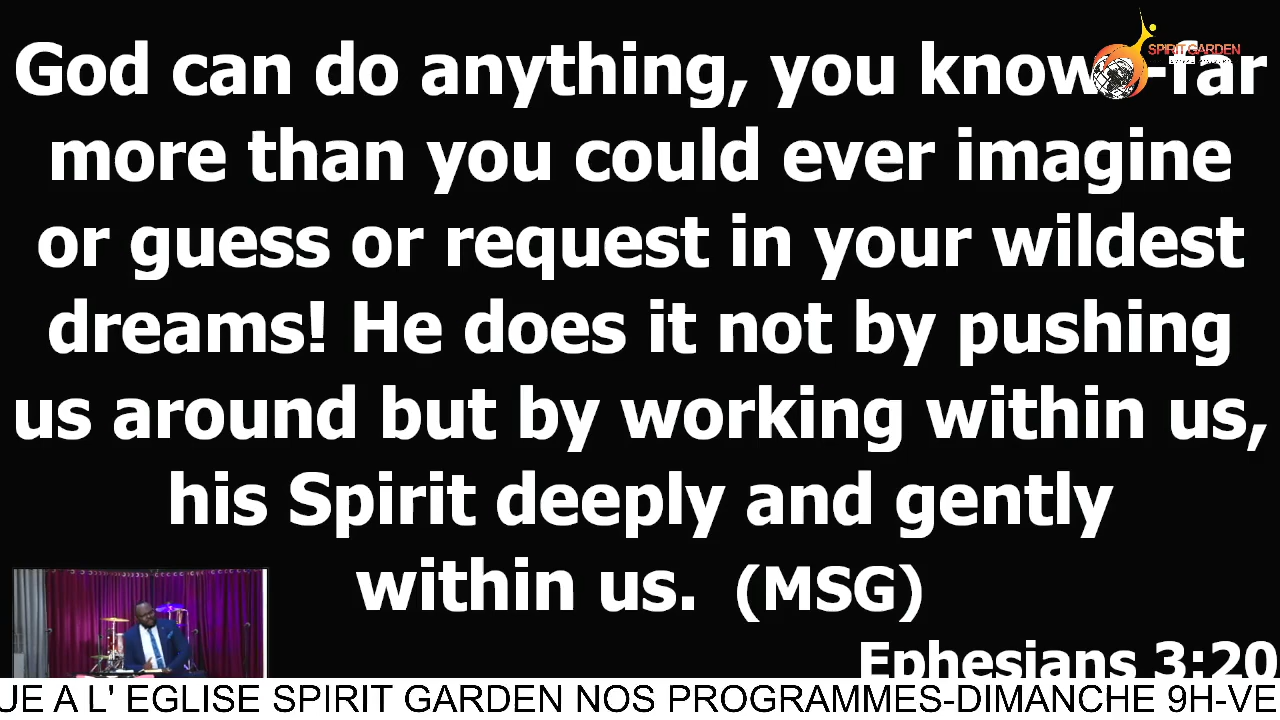 God can do anything, you know-far
more than you could ever imagine
or guess or request in your wildest
dreams! He does it not by pushing
us around but by working within us,
his Spirit deeply and gently
within us. (MSG)
Ephesians 3:20
SPIRIT GARDEN
UE A L' EGLISE SPIRIT GARDEN NOS PROGRAMMES-DIMANCHE 9H-VE